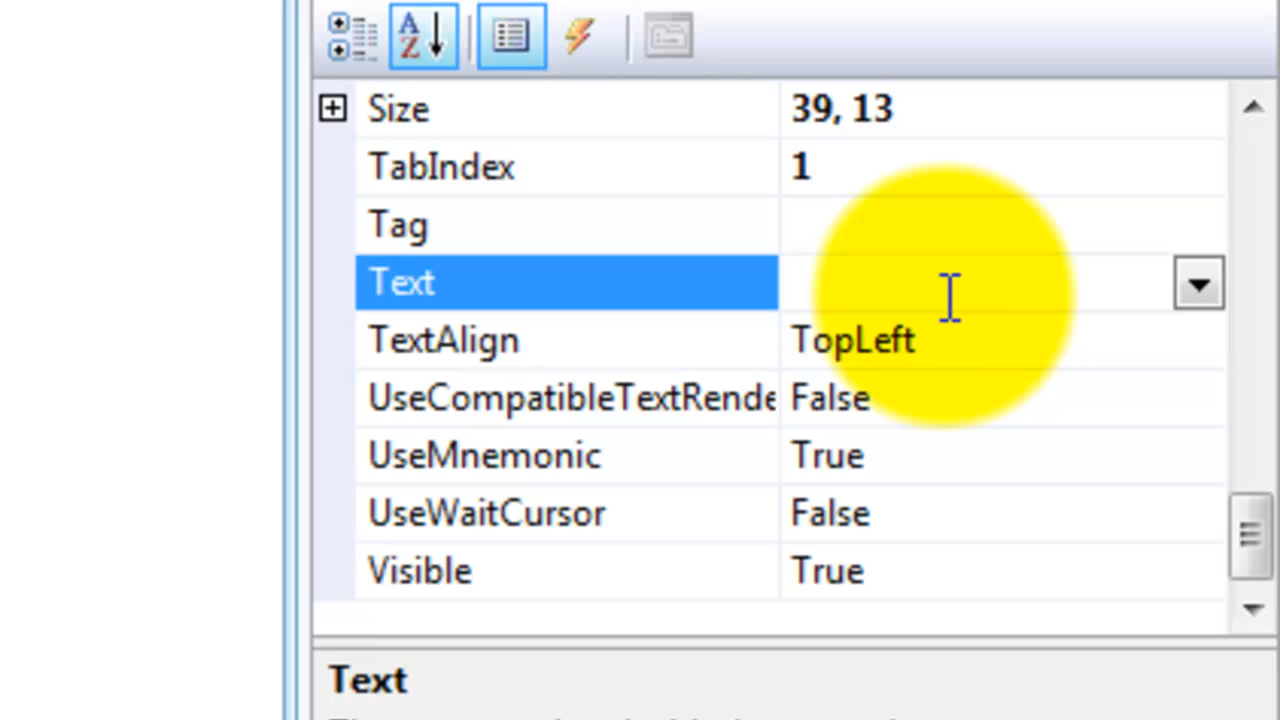 Size 39, 13
TabIndex 1
Tag
Text
TextAlign TopLeft
UseCompatibleTextRende False
UseMnemonic True
UseWaitCursor False
Visible True
Text